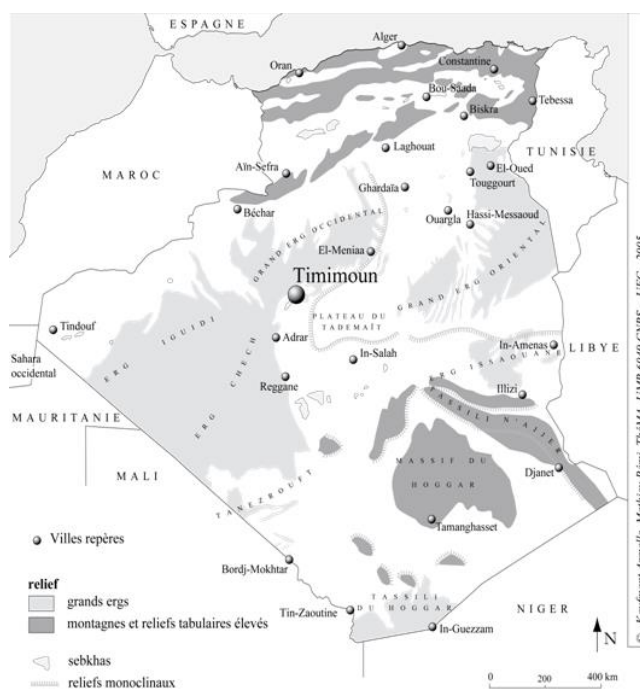 ESPAGNE
Alger
Oran
Constantine
Bou-Saâda
Biskra
Tebessa
TUNISIE
MAROC
Laghouat
Aïn-Sefra
El-Oued
Touggourt
Ghardaïa
Béchar
Ouargla
Hassi-Messaoud
GRAND ERG OCCIDENTAL
El-Meniaa
GRAND ERG ORIENTAL
Timimoun
PLATEAU DU
TADEMAÏT
Tindouf
ERG IGUIDI
Adrar
In-Amenas
LIBYE
Sahara
occidental
In-Salah
ERG ISSAOUANE
ERG CHECH
Reggane
Illizi
MAURITANIE
TASSILI N'AJJER
MALI
MASSIF DU
HOGGAR
Djanet
TANEZROUFT
Tamanghasset
Villes repères
Bordj-Mokhtar
relief
grands ergs
montagnes et reliefs tabulaires élevés
TASSILI
DU HOGGAR
Tin-Zaoutine
In-Guezzam
NIGER
N
sebkhas
reliefs monoclinaux
0 200 400 km